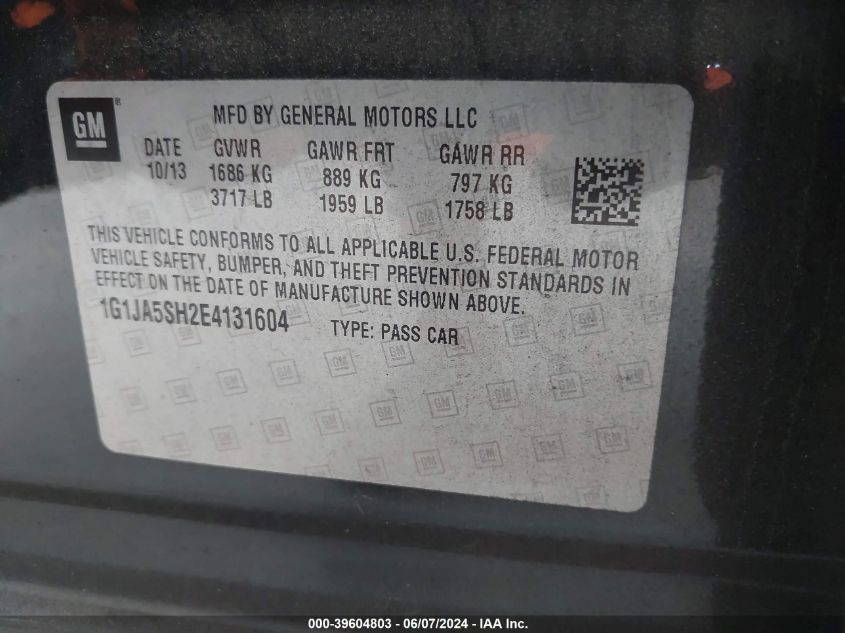 GM ®
MFD BY GENERAL MOTORS LLC
DATE GVWR GAWR FRT GAWR RR
10/13 1686 KG 889 KG 797 KG
3717 LB 1959 LB 1758 LB
THIS VEHICLE CONFORMS TO ALL APPLICABLE U.S. FEDERAL MOTOR
VEHICLE SAFETY, BUMPER, AND THEFT PREVENTION STANDARDS IN
EFFECT ON THE DATE OF MANUFACTURE SHOWN ABOVE.
1G1JA5SH2E4131604 TYPE: PASS CAR
000-39604803 - 06/07/2024 - IAA Inc.